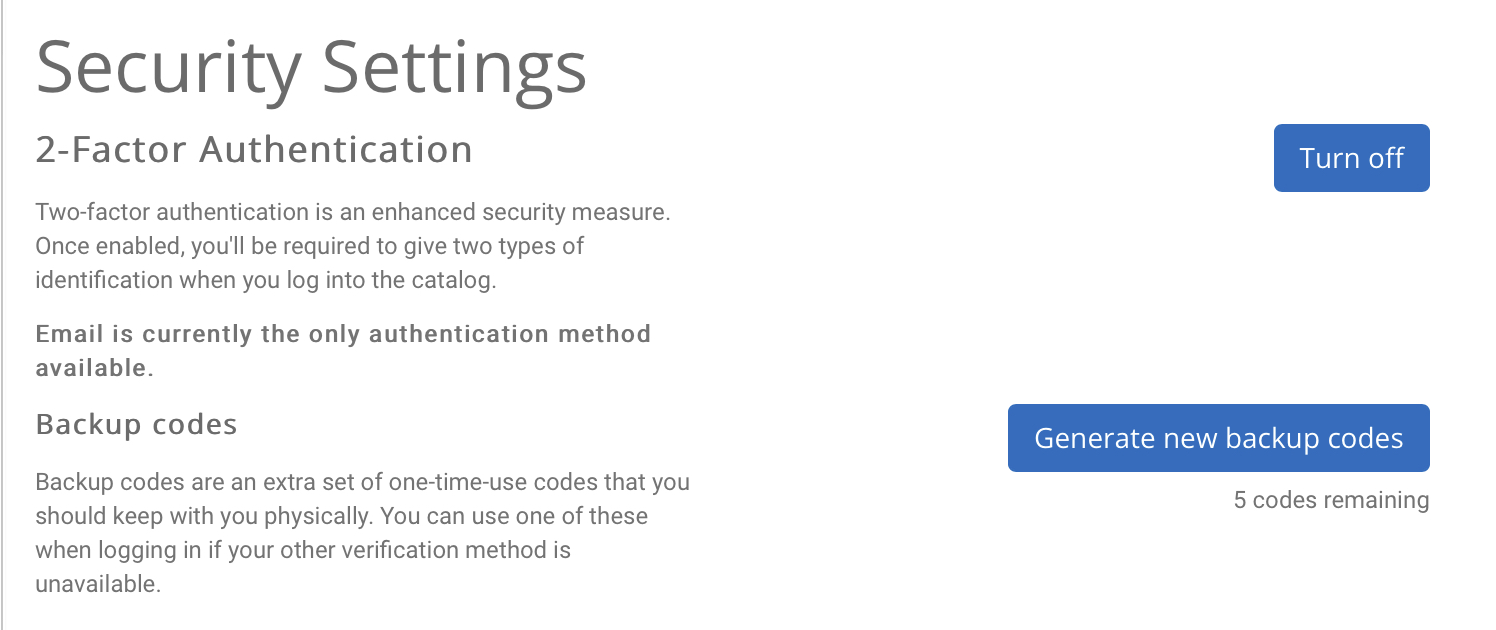 Security Settings
2-Factor Authentication
Turn off
Two-factor authentication is an enhanced security measure.
Once enabled, you'll be required to give two types of
identification when you log into the catalog.
Email is currently the only authentication method
available.
Backup codes
Generate new backup codes
Backup codes are an extra set of one-time-use codes that you
5 codes remaining
should keep with you physically. You can use one of these
when logging in if your other verification method is
unavailable.